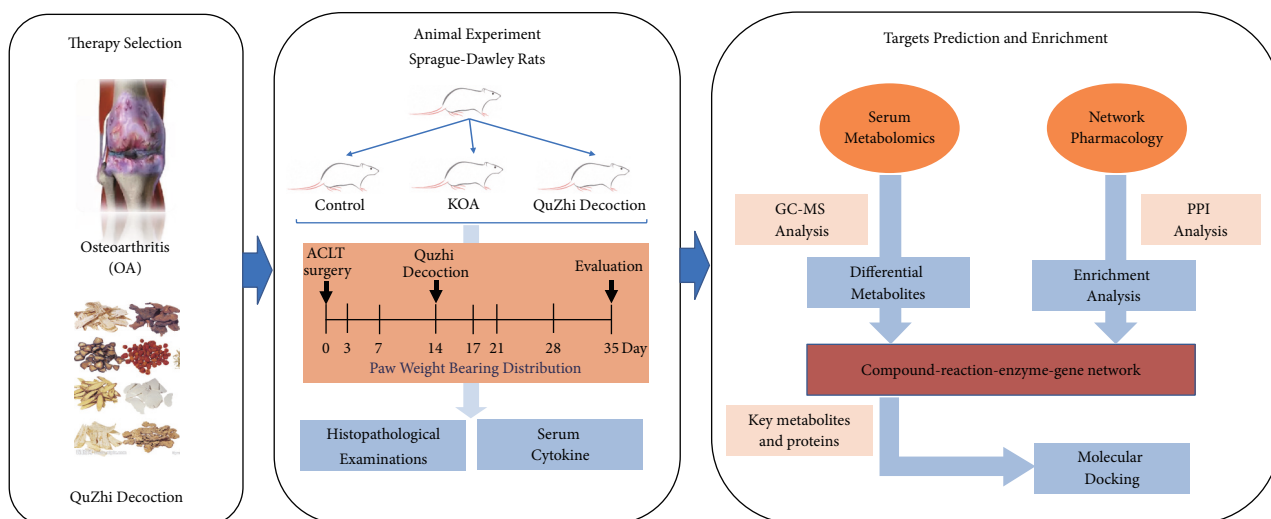 Therapy Selection
Osteoarthritis
(OA)
QuZhi Decoction
Animal Experiment
Sprague-Dawley Rats
Control
KOA
QuZhi Decoction
ACLT
surgery
Quzhi
Decoction
Evaluation
0 3 7 14 17 21 28 35 Day
Paw Weight Bearing Distribution
Histopathological
Examinations
Serum
Cytokine
Targets Prediction and Enrichment
Serum
Metabolomics
Network
Pharmacology
GC-MS
Analysis
PPI
Analysis
Differential
Metabolites
Enrichment
Analysis
Compound-reaction-enzyme-gene network
Key metabolites
and proteins
Molecular
Docking